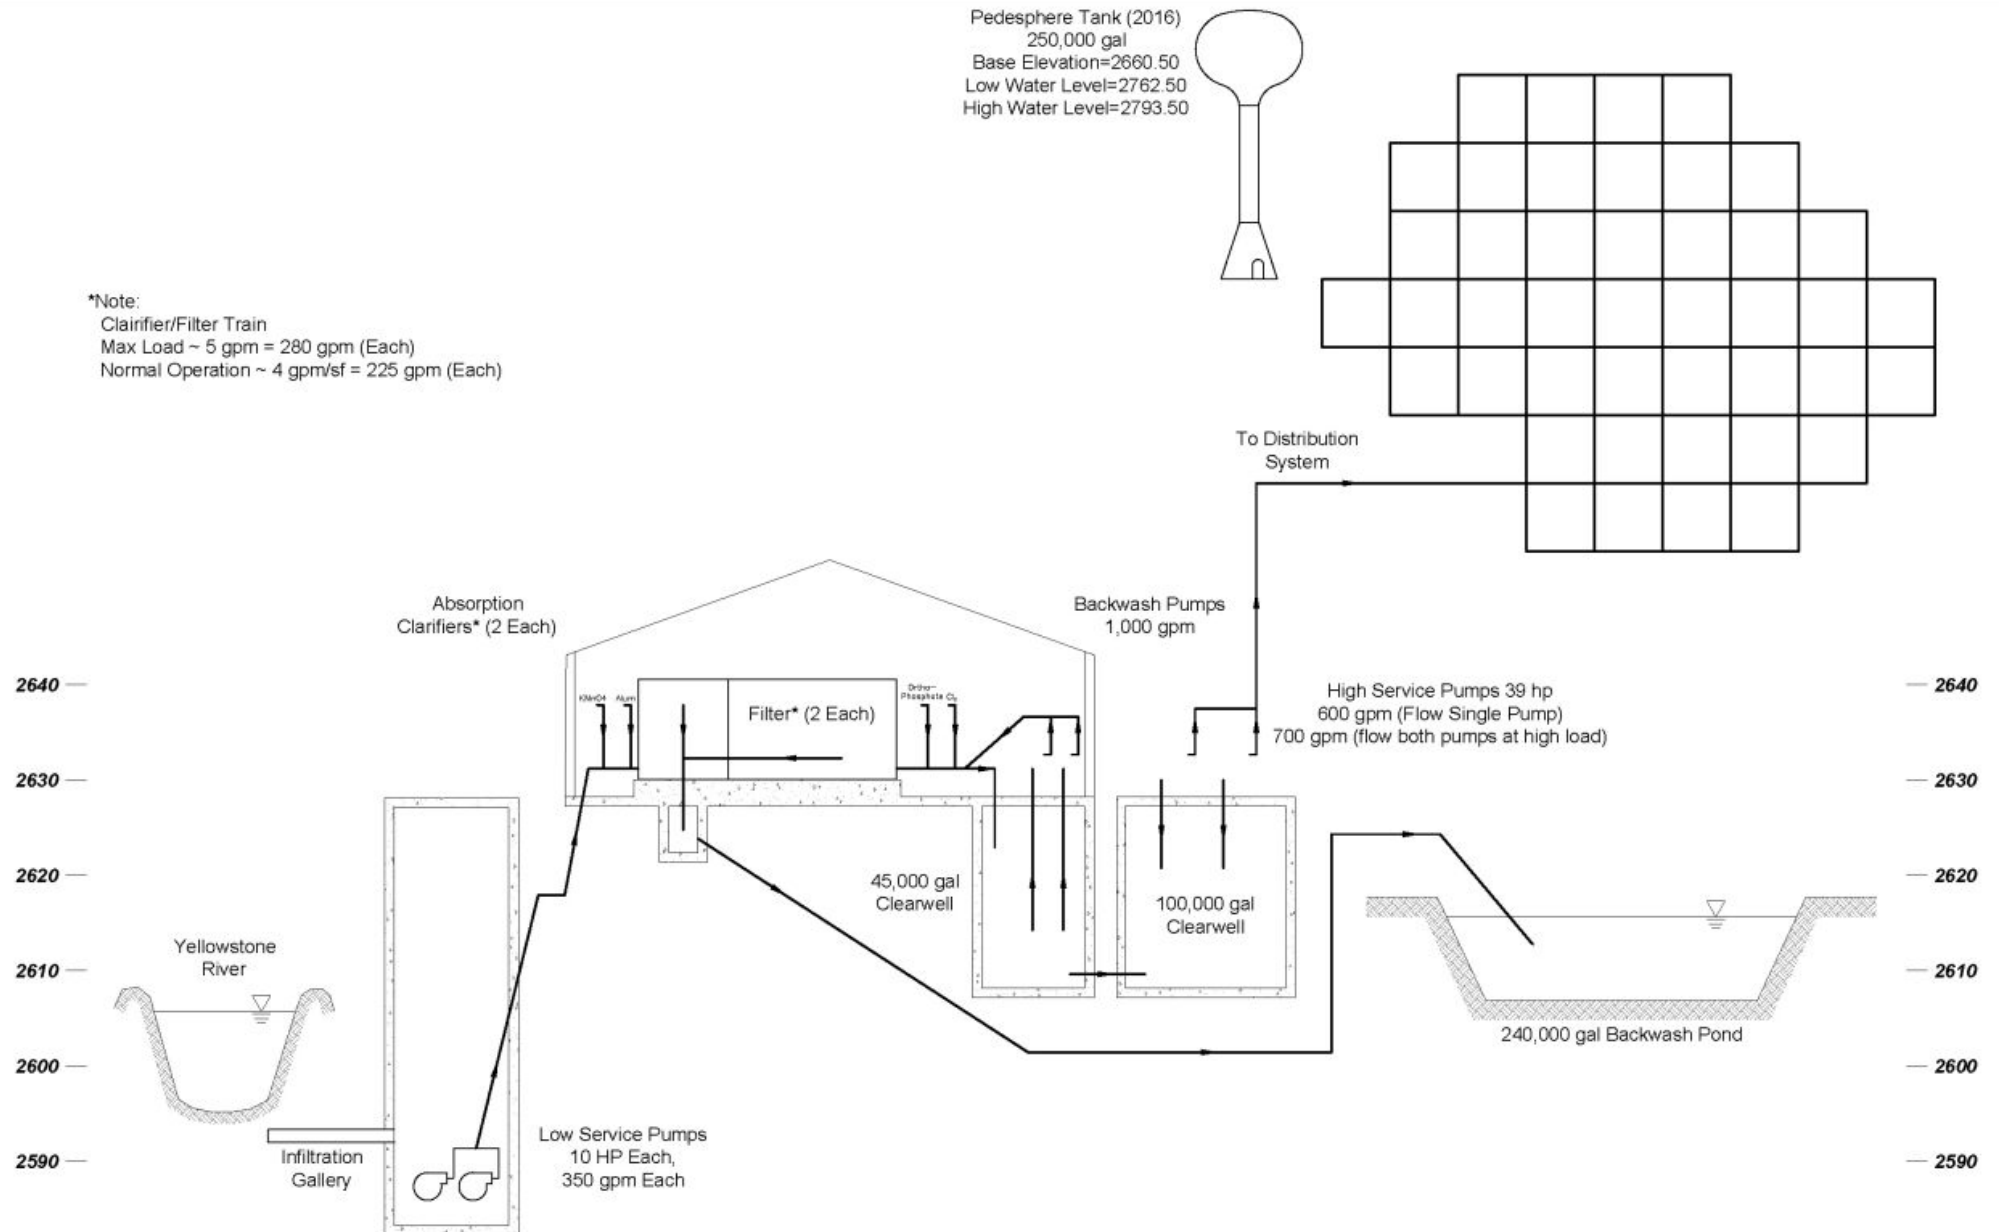 Pedesphere Tank (2016)
250,000 gal
Base Elevation=2660.50
Low Water Level=2762.50
High Water Level=2793.50
*Note:
Clairifier/Filter Train
Max Load ~ 5 gpm = 280 gpm (Each)
Normal Operation ~ 4 gpm/sf = 225 gpm (Each)
To Distribution
System
Absorption
Clarifiers* (2 Each)
Backwash Pumps
1,000 gpm
2640
2640
KMnO4 Alum
Filter* (2 Each)
Ortho-
Phosphate Cl₂
High Service Pumps 39 hp
600 gpm (Flow Single Pump)
700 gpm (flow both pumps at high load)
2630
2630
2620
2620
45,000 gal
Clearwell
100,000 gal
Clearwell
Yellowstone
River
2610
2610
240,000 gal Backwash Pond
2600
2600
Infiltration
Gallery
Low Service Pumps
10 HP Each,
350 gpm Each
2590
2590